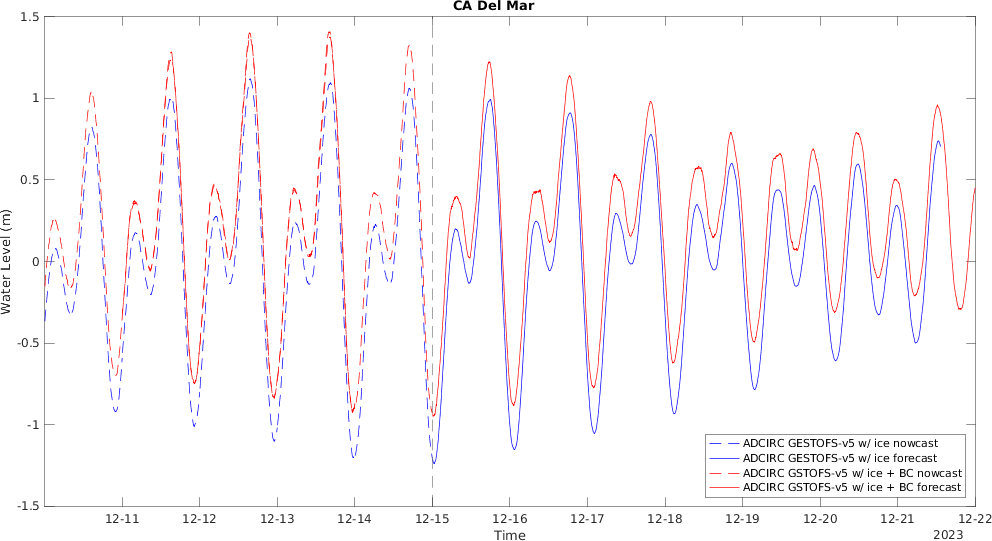 CA Del Mar
1.5
1
0.5
0
-0.5
-1
-1.5
Water Level (m)
12-11 12-12 12-13 12-14 12-15 12-16 12-17 12-18 12-19 12-20 12-21 12-22
Time
2023
ADCIRC GESTOFS-v5 w/ ice nowcast
ADCIRC GESTOFS-v5 w/ ice forecast
ADCIRC GSTOFS-v5 w/ ice + BC nowcast
ADCIRC GSTOFS-v5 w/ ice + BC forecast